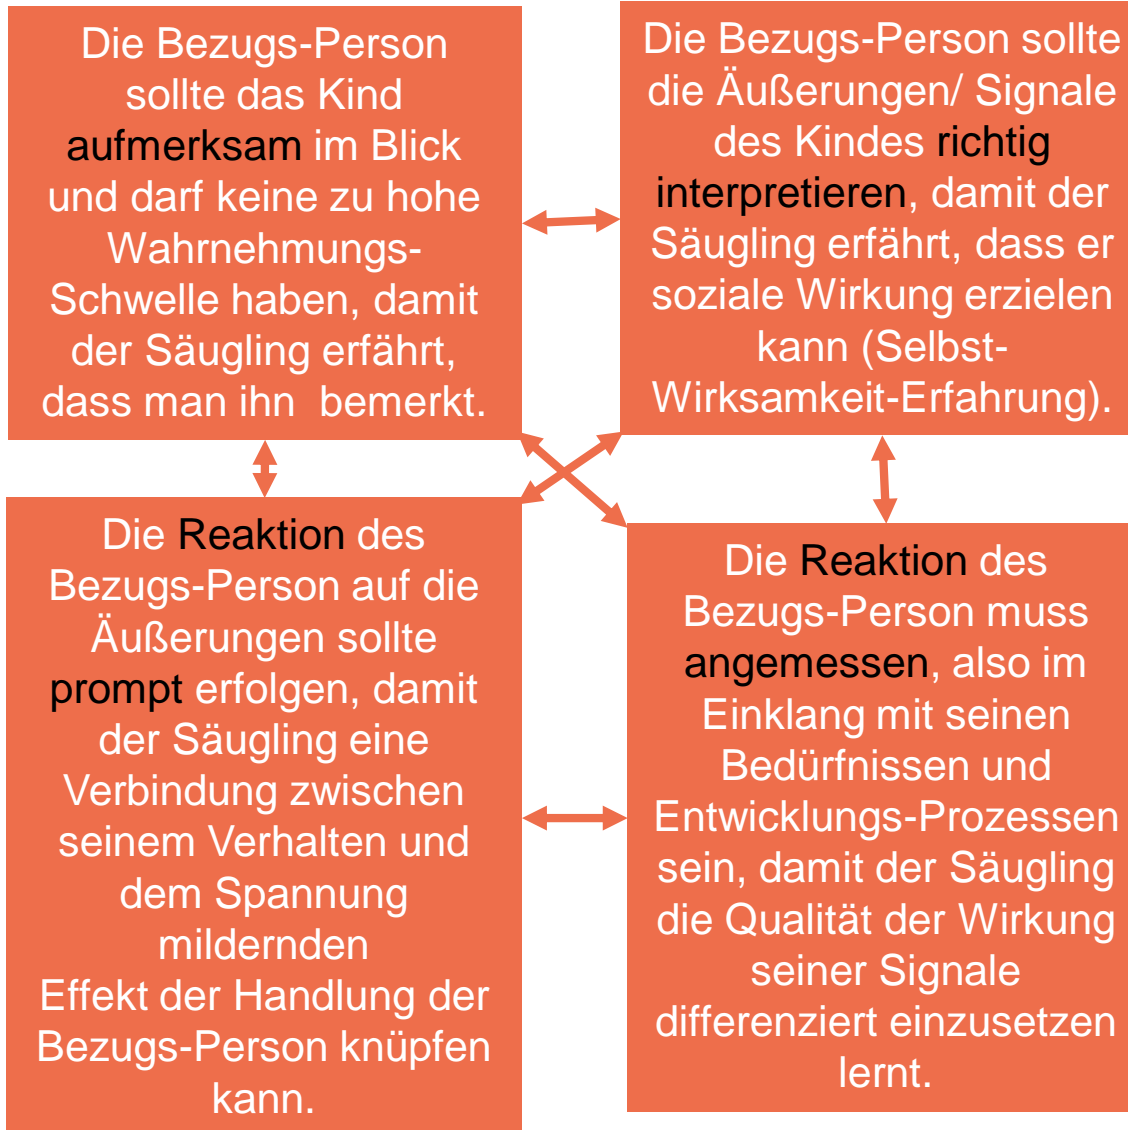 Die Bezugs-Person
sollte das Kind
aufmerksam im Blick
und darf keine zu hohe
Wahrnehmungs-
Schwelle haben, damit
der Säugling erfährt,
dass man ihn  bemerkt.
Die Bezugs-Person sollte
die Äußerungen/ Signale
des Kindes richtig
interpretieren, damit der
Säugling erfährt, dass er
soziale Wirkung erzielen
kann (Selbst-
Wirksamkeit-Erfahrung).
Die Reaktion des
Bezugs-Person auf die
Äußerungen sollte
prompt erfolgen, damit
der Säugling eine
Verbindung zwischen
seinem Verhalten und
dem Spannung
mildernden
Effekt der Handlung der
Bezugs-Person knüpfen
kann.
Die Reaktion des
Bezugs-Person muss
angemessen, also im
Einklang mit seinen
Bedürfnissen und
Entwicklungs-Prozessen
sein, damit der Säugling
die Qualität der Wirkung
seiner Signale
differenziert einzusetzen
lernt.